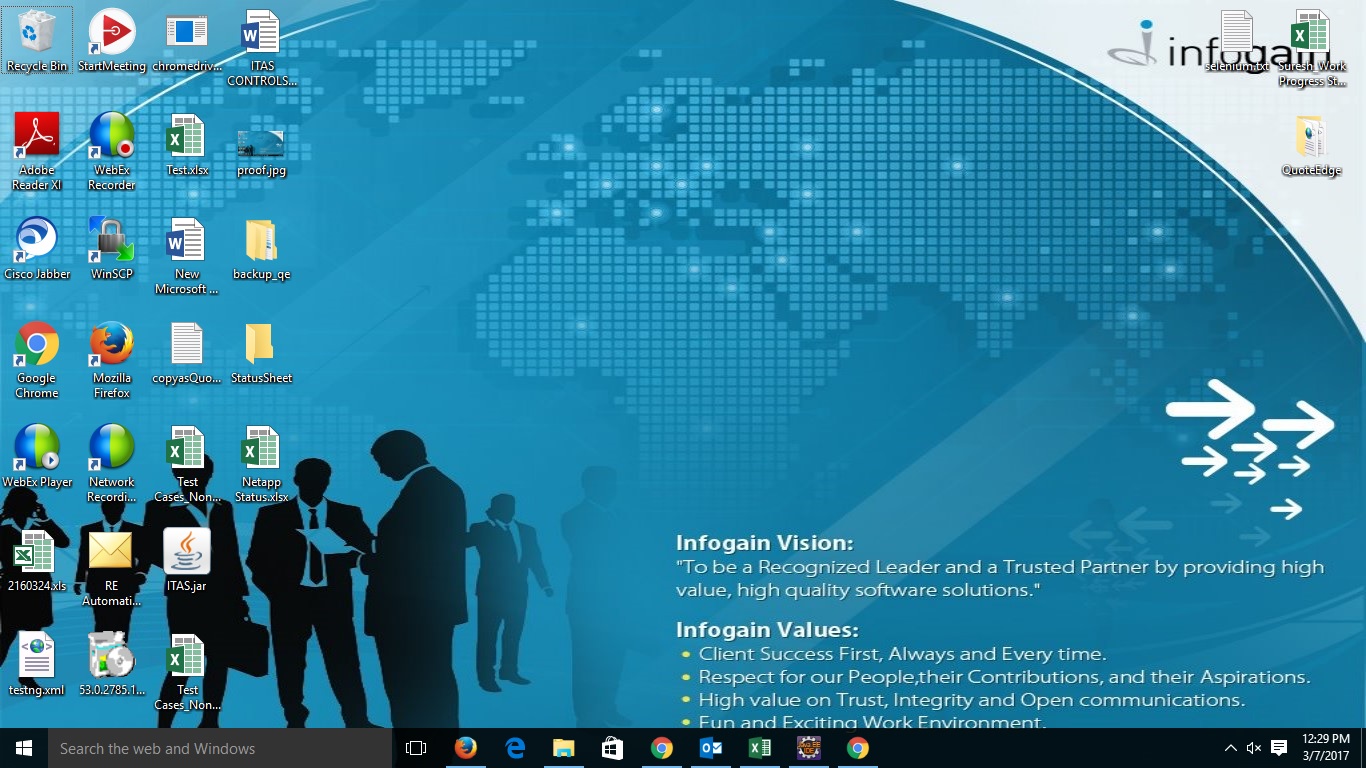 Recycle Bin
StartMeeting
chromedriv...
ITAS
CONTROLS...
infogain
selenium.txt
Suresh_Work
Progress St...
Adobe
Reader XI
WebEx
Recorder
Test.xlsx
proof.jpg
QuoteEdge
Cisco Jabber
WinSCP
New
Microsoft ...
backup_qe
Google
Chrome
Mozilla
Firefox
copyasQuo...
StatusSheet
WebEx Player
Network
Recordi...
Test
Cases_Non...
Netapp
Status.xlsx
2160324.xls
RE
Automati...
ITAS.jar
testng.xml
53.0.2785.1...
Test
Cases_Non...
Infogain Vision:
"To be a Recognized Leader and a Trusted Partner by providing high
value, high quality software solutions."
Infogain Values:
• Client Success First, Always and Every time.
• Respect for our People,their Contributions, and their Aspirations.
• High value on Trust, Integrity and Open communications.
• Fun and Exciting Work Environment.
Search the web and Windows
Java EE
IDE
12:29 PM
3/7/2017